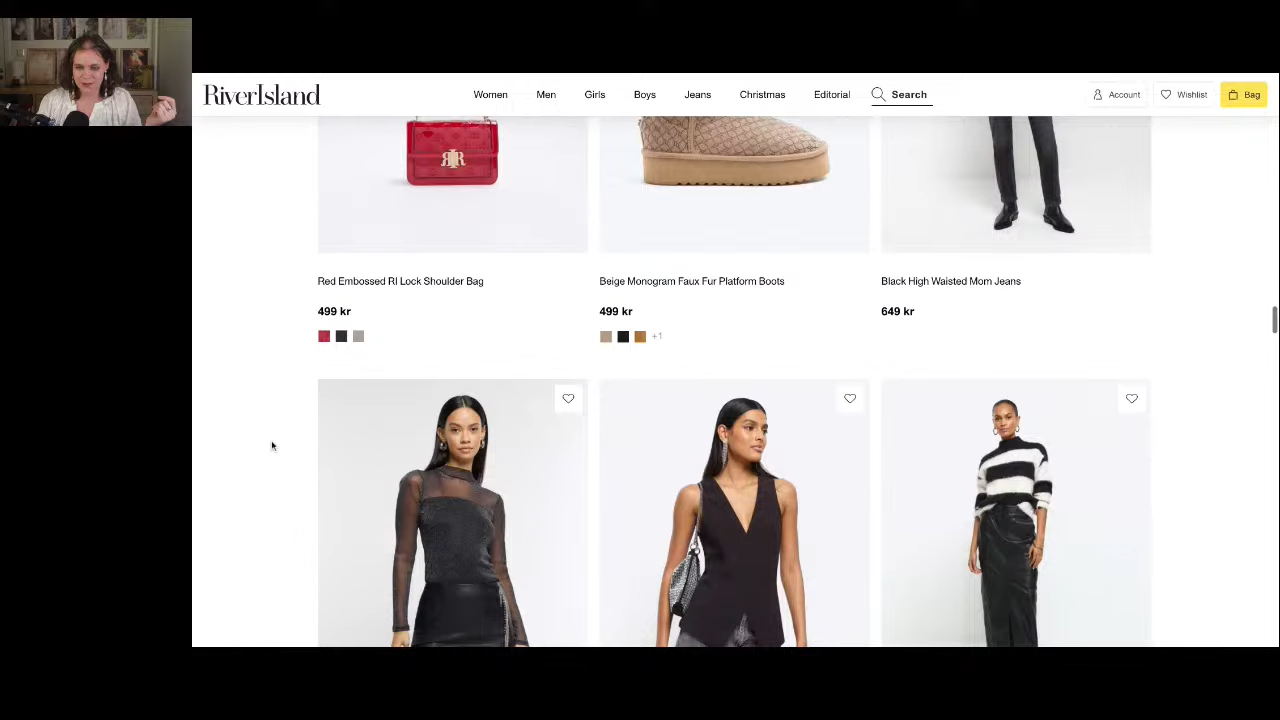 RiverIsland
Women Men Girls Boys Jeans Christmas Editorial Search
Account Wishlist Bag
RIR
Red Embossed RI Lock Shoulder Bag
499 kr
Beige Monogram Faux Fur Platform Boots
499 kr
+1
Black High Waisted Mom Jeans
649 kr